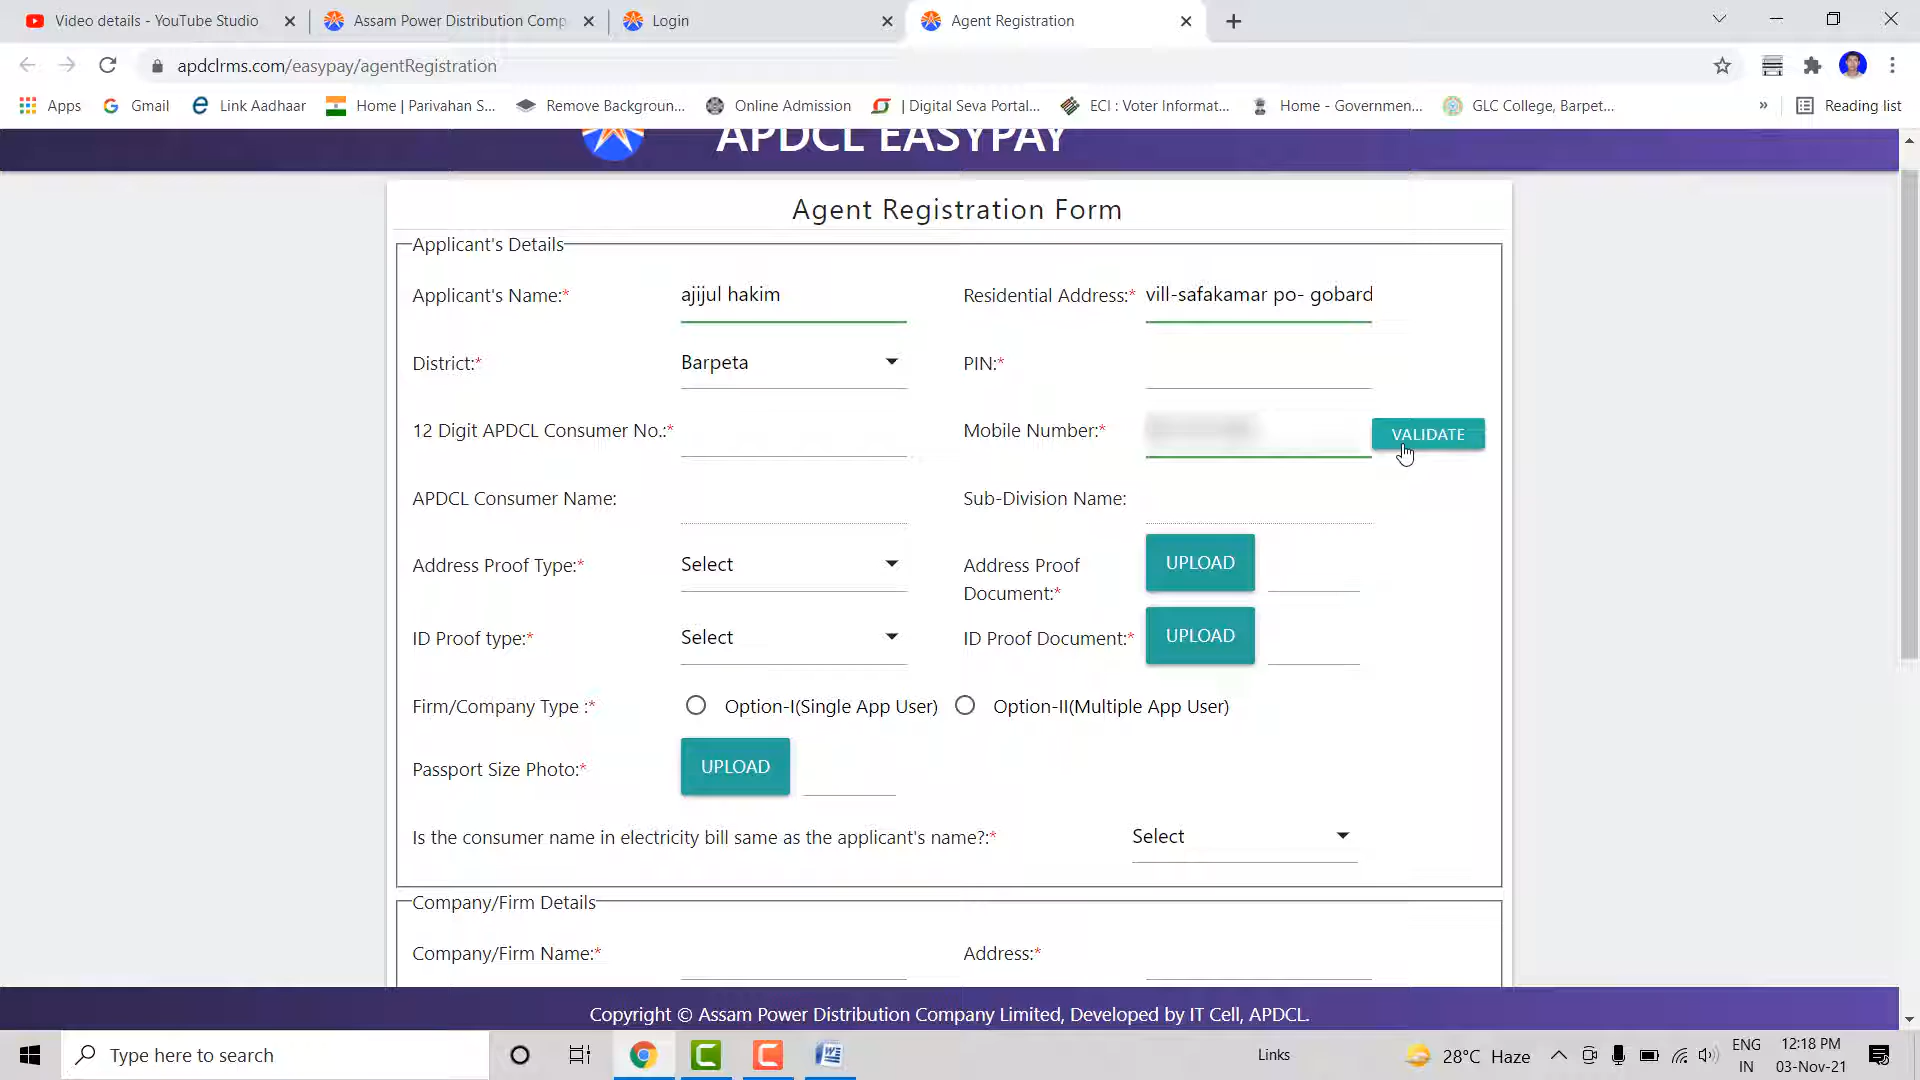 Video details - YouTube Studio
Assam Power Distribution Comp
Login
Agent Registration
apdclrms.com/easypay/agentRegistration
Apps
Gmail
Link Aadhaar
Home | Parivahan S...
Remove Backgroun...
Online Admission
| Digital Seva Portal...
ECI : Voter Informat...
Home - Governmen...
GLC College, Barpet...
»
Reading list
APDCL EASYPAY
Agent Registration Form
Applicant's Details
Applicant's Name:* ajijul hakim
Residential Address:* vill-safakamar po- gobard
District:* Barpeta
PIN:*
12 Digit APDCL Consumer No.:*
Mobile Number:*
VALIDATE
APDCL Consumer Name:
Sub-Division Name:
Address Proof Type:* Select
Address Proof
Document:*
UPLOAD
ID Proof type:* Select
ID Proof Document:* UPLOAD
Firm/Company Type :* Option-I(Single App User) Option-II(Multiple App User)
Passport Size Photo:* UPLOAD
Is the consumer name in electricity bill same as the applicant's name?:* Select
Company/Firm Details
Company/Firm Name:*
Address:*
Copyright © Assam Power Distribution Company Limited, Developed by IT Cell, APDCL.
Type here to search
Links
28°C Haze
ENG
IN
12:18 PM
03-Nov-21